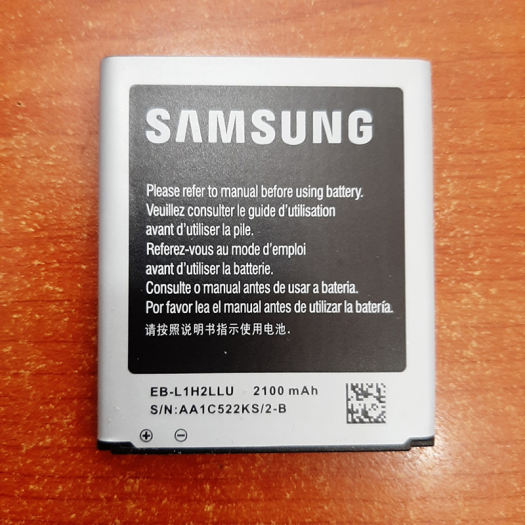 SAMSUNG
Please refer to manual before using battery.
Veuillez consulter le guide d'utilisation
avant d'utiliser la pile.
Referez-vous au mode d'emploi
avant d'utiliser la batterie.
Consulte o manual antes de usar a bateria.
Por favor lea el manual antes de utilizar la batería.
请按照说明书指示使用电池.
EB-L1H2LLU 2100 mAh
S/N:AA1C522KS/2-B